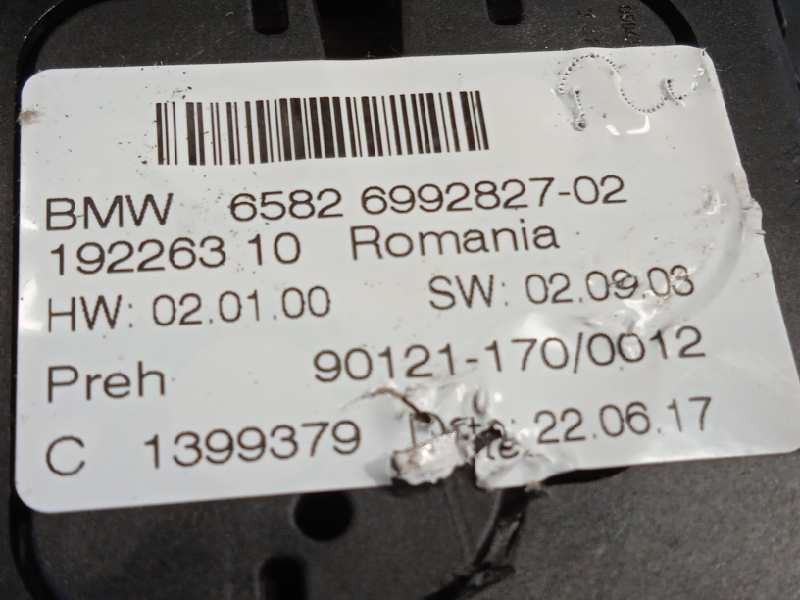 BMW 6582 6992827-02
192263 10 Romania
HW: 02.01.00 SW: 02.09.03
Preh 90121-170/0012
C 1399379 Date: 22.06.17